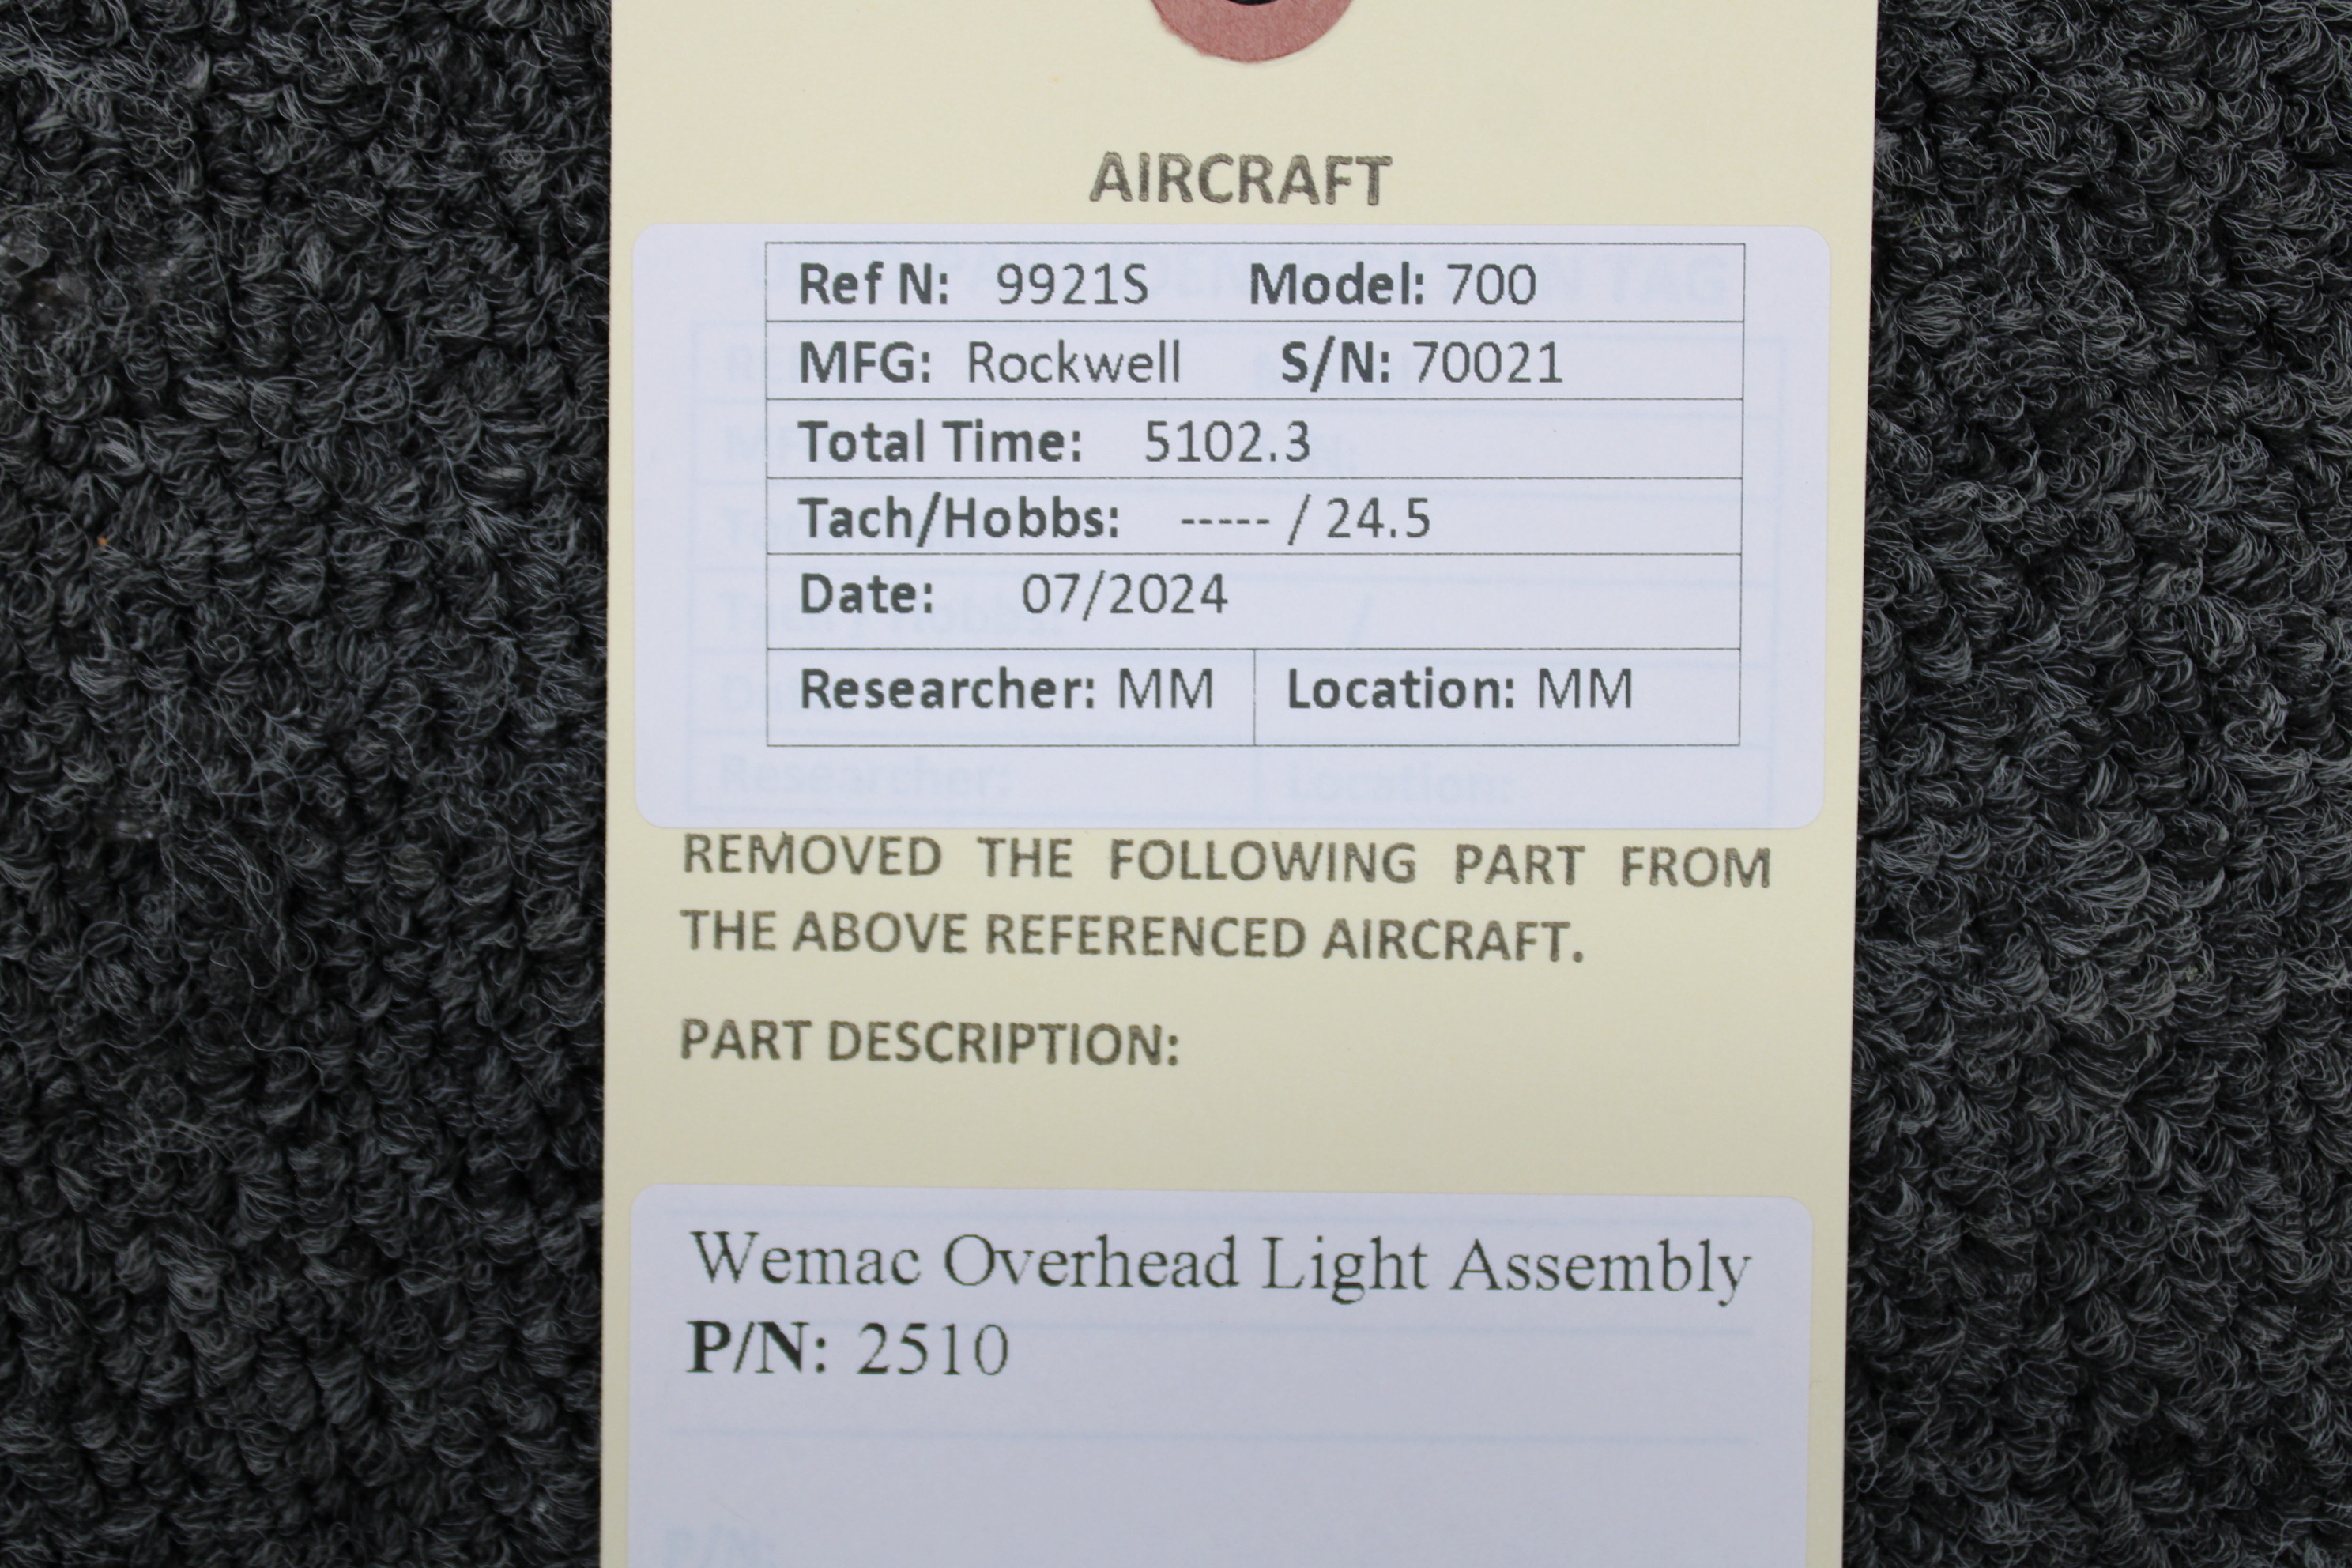 AIRCRAFT
Ref N: 9921S Model: 700
MFG: Rockwell S/N: 70021
Total Time: 5102.3
Tach/Hobbs: ----- / 24.5
Date: 07/2024
Researcher: MM Location: MM
Researcher: Location:
REMOVED THE FOLLOWING PART FROM
THE ABOVE REFERENCED AIRCRAFT.
PART DESCRIPTION:
Wemac Overhead Light Assembly
P/N: 2510
P/N: